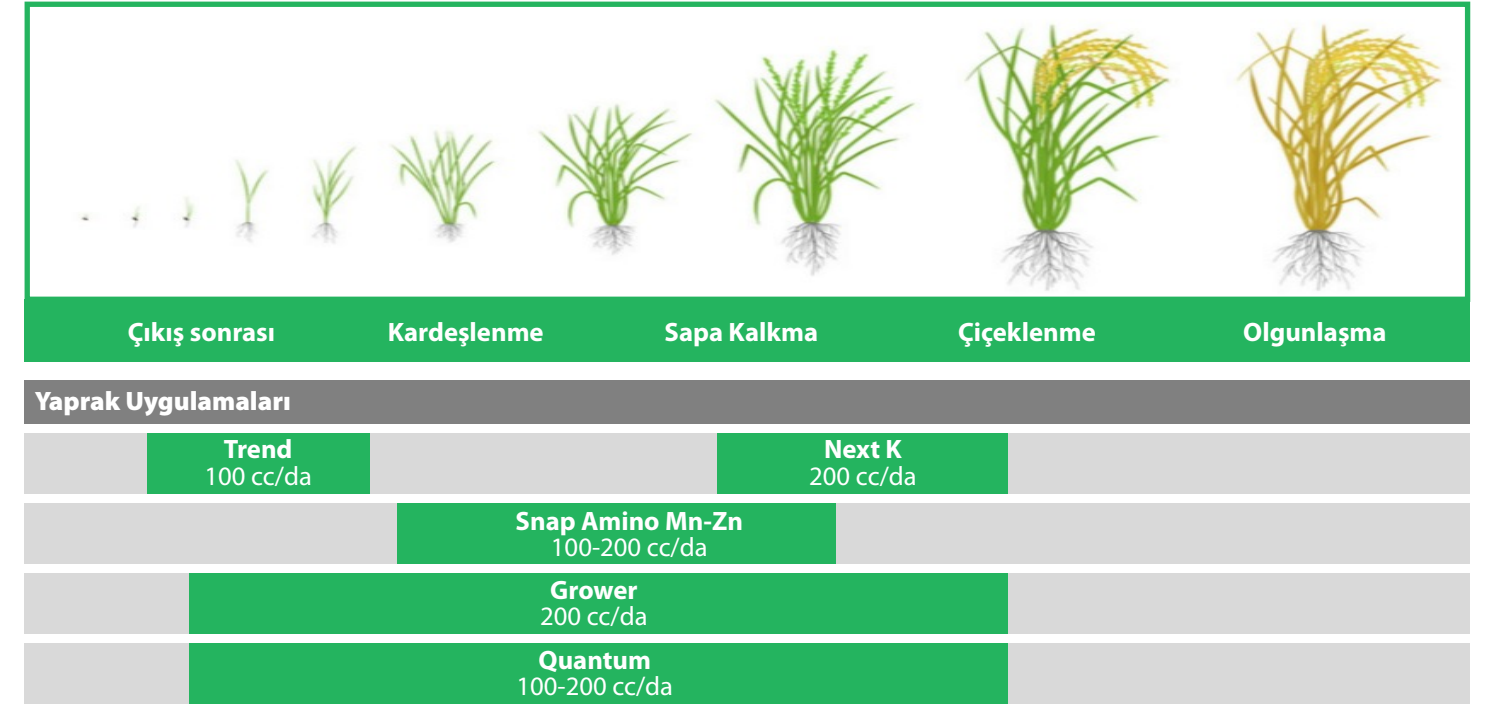 Çıkış sonrası Kardeşlenme Sapa Kalkma Çiçeklenme Olgunlaşma
Yaprak Uygulamaları
Trend Next K
100 cc/da 200 cc/da
Snap Amino Mn-Zn
100-200 cc/da
Grower
200 cc/da
Quantum
100-200 cc/da